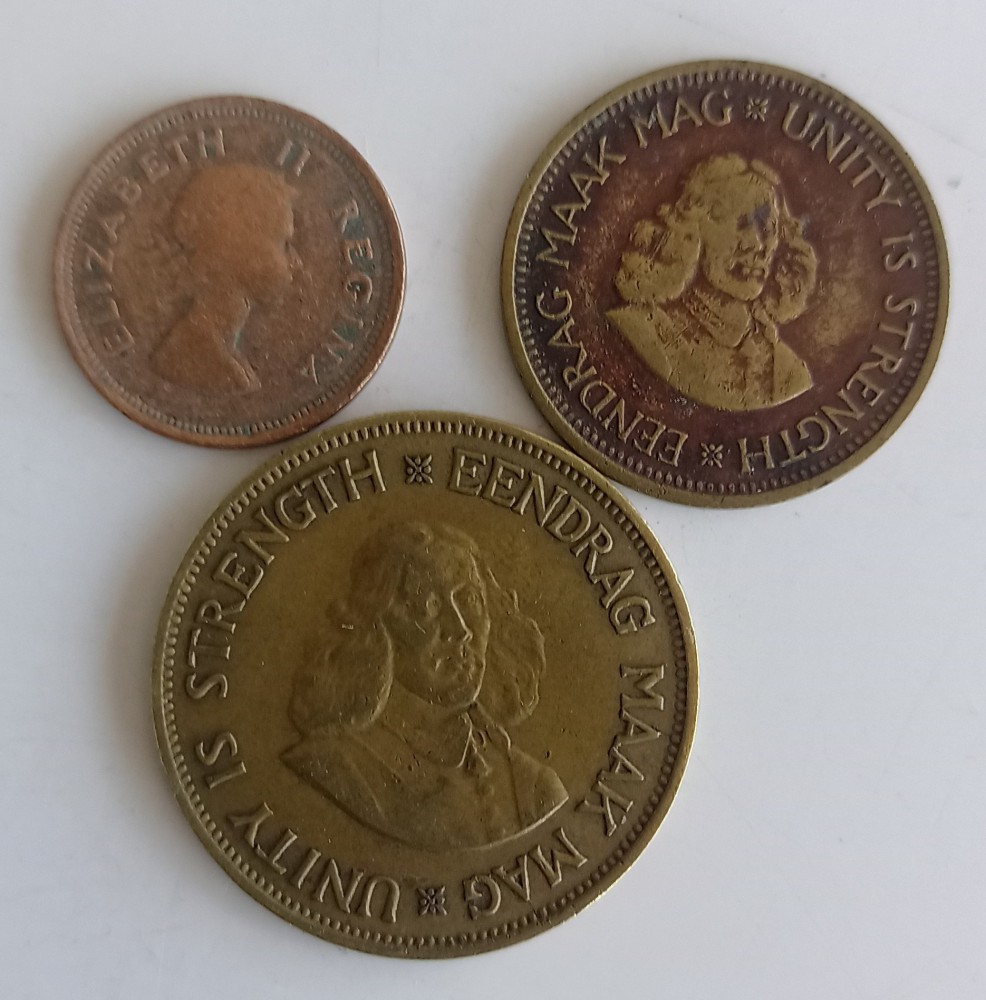 ELIZABETH II REGINA
EENDRAG MAAK MAG UNITY IS STRENGTH
UNITY IS STRENGTH EENDRAG MAAK MAG